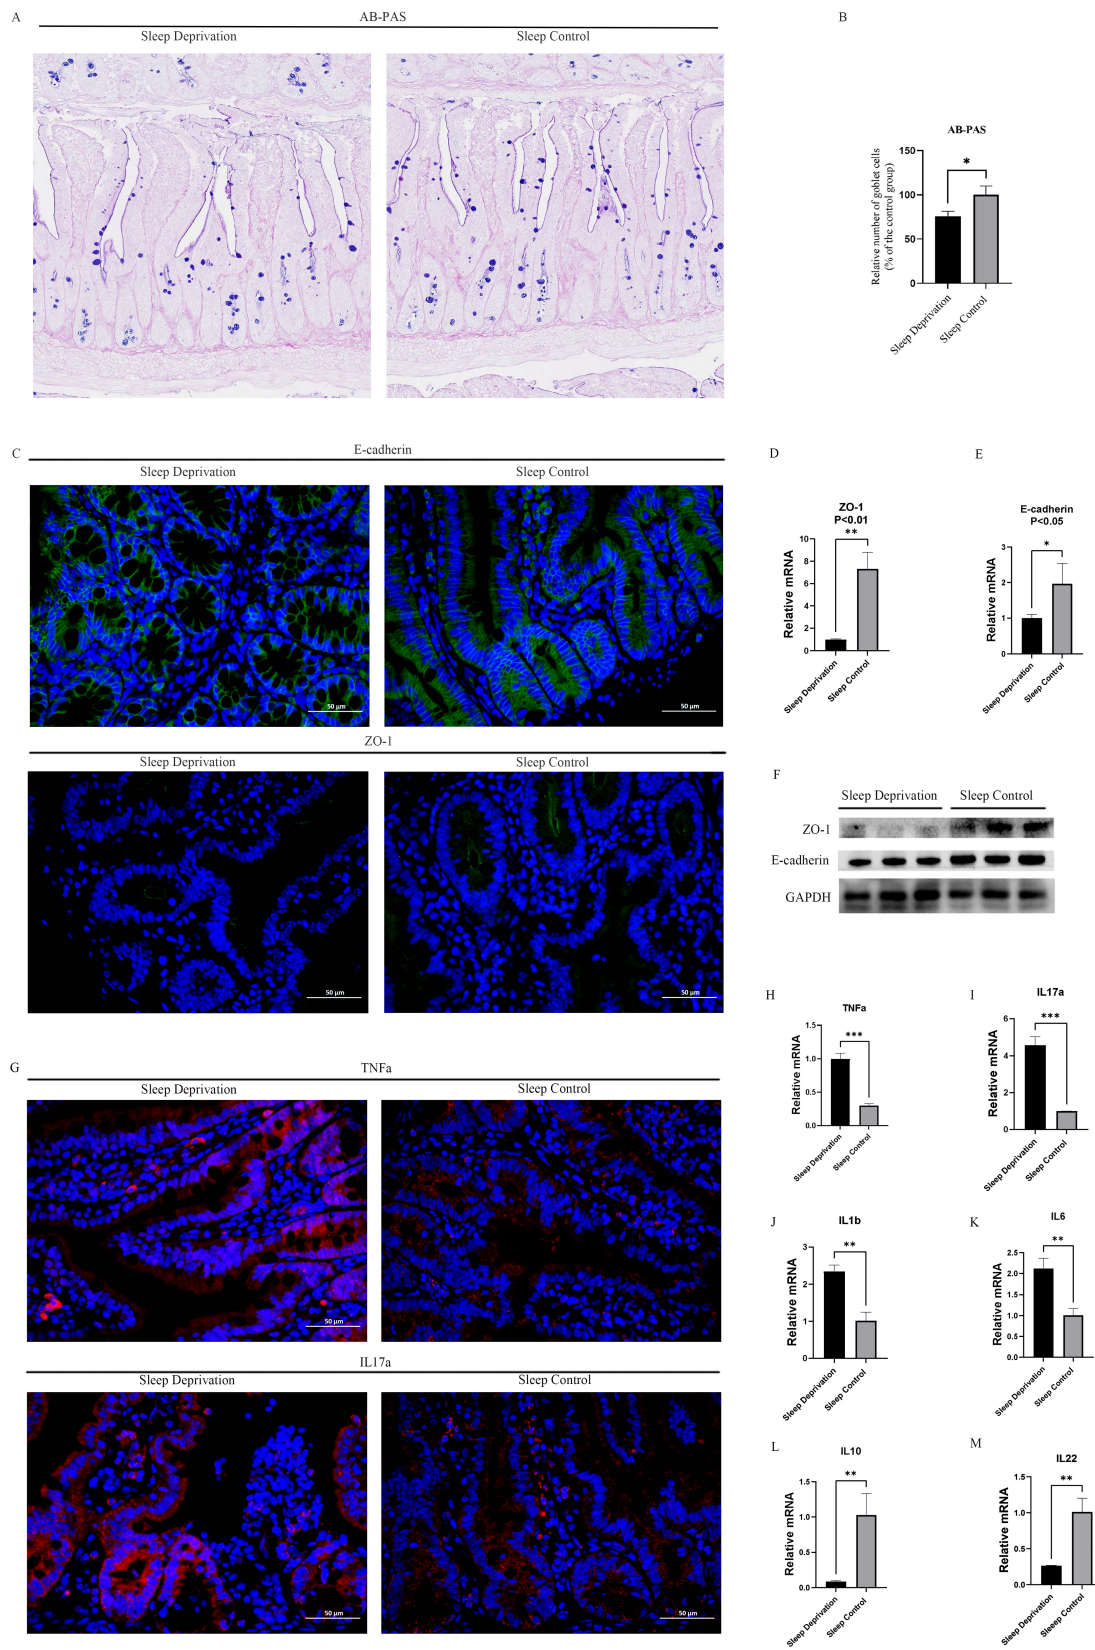 A
AB-PAS
Sleep Deprivation
Sleep Control
B
AB-PAS
Relative number of goblet cells
(% of the control group)
150
100
50
0
*
Sleep Deprivation
Sleep Control
C
E-cadherin
Sleep Deprivation
Sleep Control
50 μm
50 μm
ZO-1
Sleep Deprivation
Sleep Control
50 μm
50 μm
D
ZO-1
P<0.01
**
Relative mRNA
10
8
6
4
2
0
Sleep Deprivation
Sleep Control
E
E-cadherin
P<0.05
*
Relative mRNA
3
2
1
0
Sleep Deprivation
Sleep Control
F
Sleep Deprivation
Sleep Control
ZO-1
E-cadherin
GAPDH
G
TNFa
Sleep Deprivation
Sleep Control
50 μm
50 μm
IL17a
Sleep Deprivation
Sleep Control
50 μm
50 μm
H
TNFa
***
Relative mRNA
1.5
1.0
0.5
0.0
Sleep Deprivation
Sleep Control
I
IL17a
***
Relative mRNA
6
4
2
0
Sleep Deprivation
Sleep Control
J
IL1b
**
Relative mRNA
3
2
1
0
Sleep Deprivation
Sleep Control
K
IL6
**
Relative mRNA
2.5
2.0
1.5
1.0
0.5
0.0
Sleep Deprivation
Sleep Control
L
IL10
**
Relative mRNA
1.5
1.0
0.5
0.0
Sleep Deprivation
Sleep Control
M
IL22
**
Relative mRNA
1.5
1.0
0.5
0.0
Sleep Deprivation
Sleeep Control